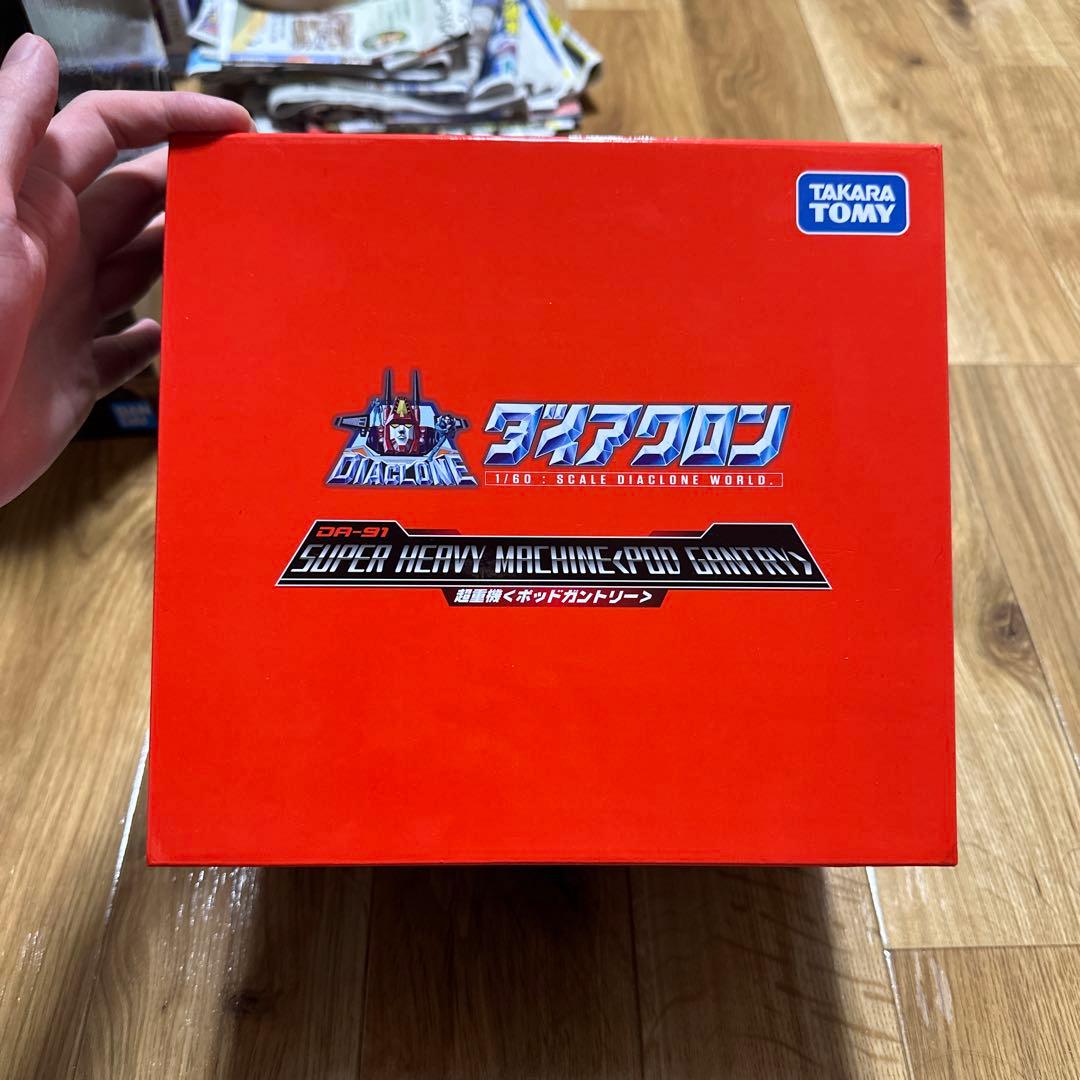 TAKARA
TOMY
DIACLONE
ダイアクロン
1/60 : SCALE DIACLONE WORLD.
DA-91
SUPER HEAVY MACHINE<POD GANTRY>
超重機<ポッドガントリー>